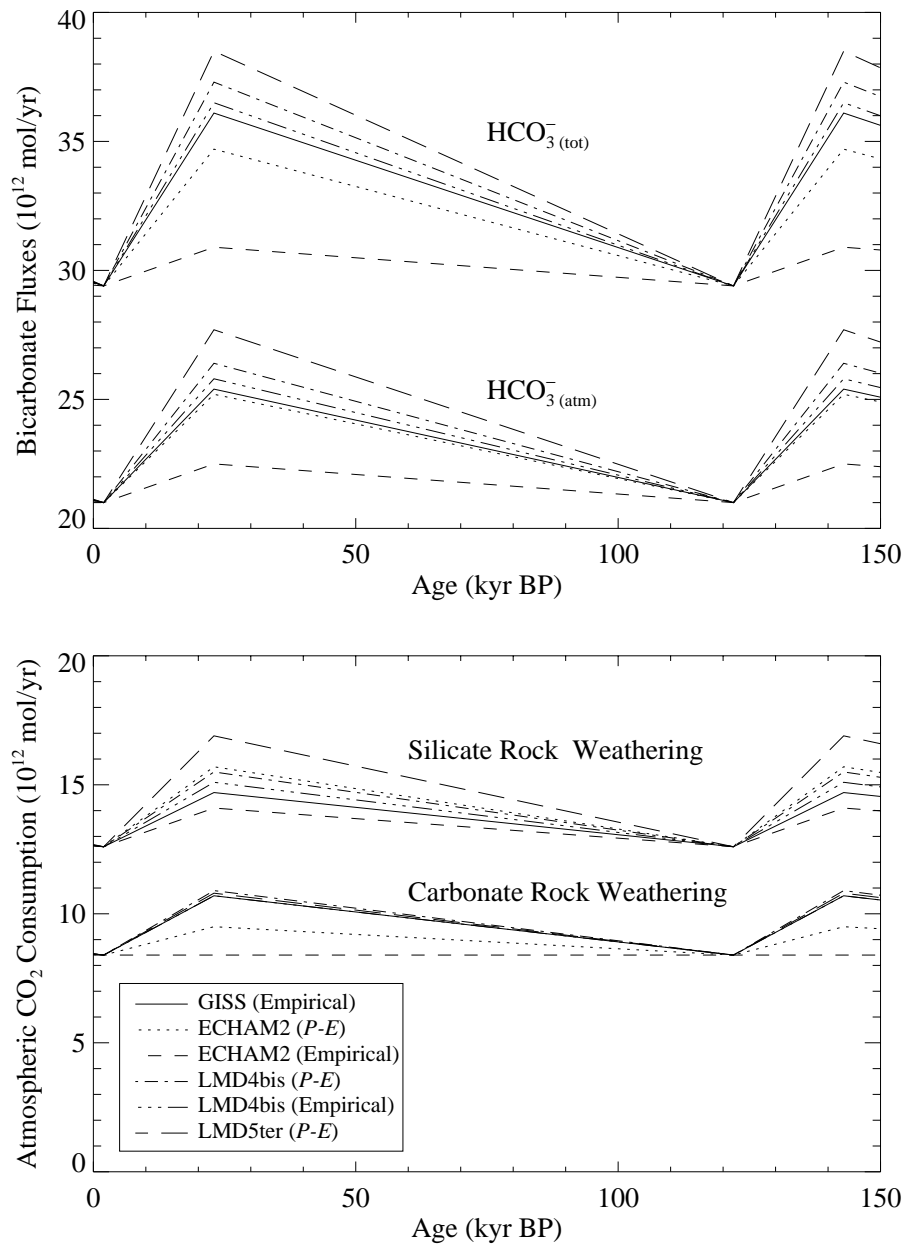 40
35
30
25
20
Bicarbonate Fluxes (10¹² mol/yr)
HCO₃⁻ (tot)
HCO₃⁻ (atm)
0 50 100 150
Age (kyr BP)
20
15
10
5
0
Atmospheric CO₂ Consumption (10¹² mol/yr)
Silicate Rock Weathering
Carbonate Rock Weathering
GISS (Empirical)
ECHAM2 (P-E)
ECHAM2 (Empirical)
LMD4bis (P-E)
LMD4bis (Empirical)
LMD5ter (P-E)
0 50 100 150
Age (kyr BP)